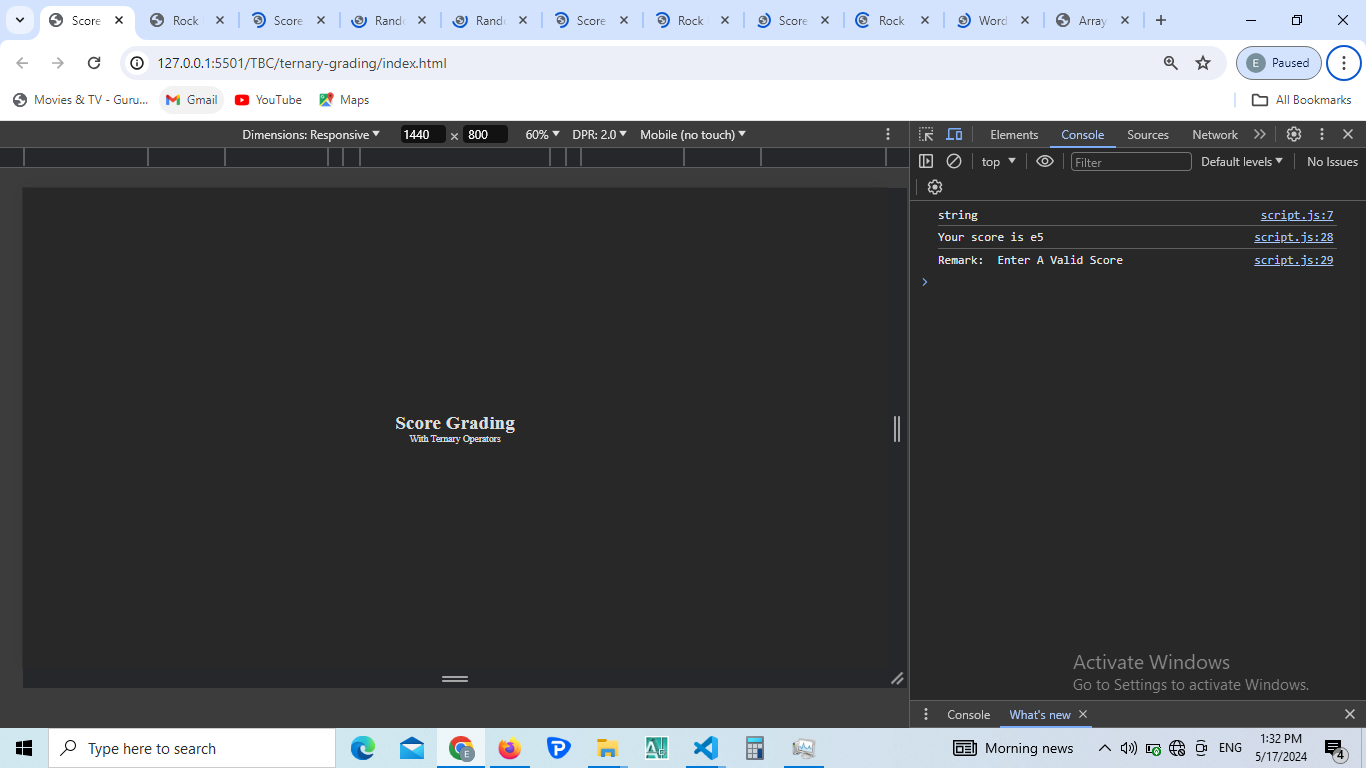 Score Rock Score Rando Rando Score Rock Score Rock Word Array
127.0.0.1:5501/TBC/ternary-grading/index.html E Paused
Movies & TV - Guru... Gmail YouTube Maps All Bookmarks
Dimensions: Responsive 1440 × 800 60% DPR: 2.0 Mobile (no touch)
Elements Console Sources Network
top Filter Default levels No Issues
string script.js:7
Your score is e5 script.js:28
Remark: Enter A Valid Score script.js:29
Score Grading
With Ternary Operators
Activate Windows
Go to Settings to activate Windows.
Console What's new
Type here to search E Morning news ENG 1:32 PM
5/17/2024 4